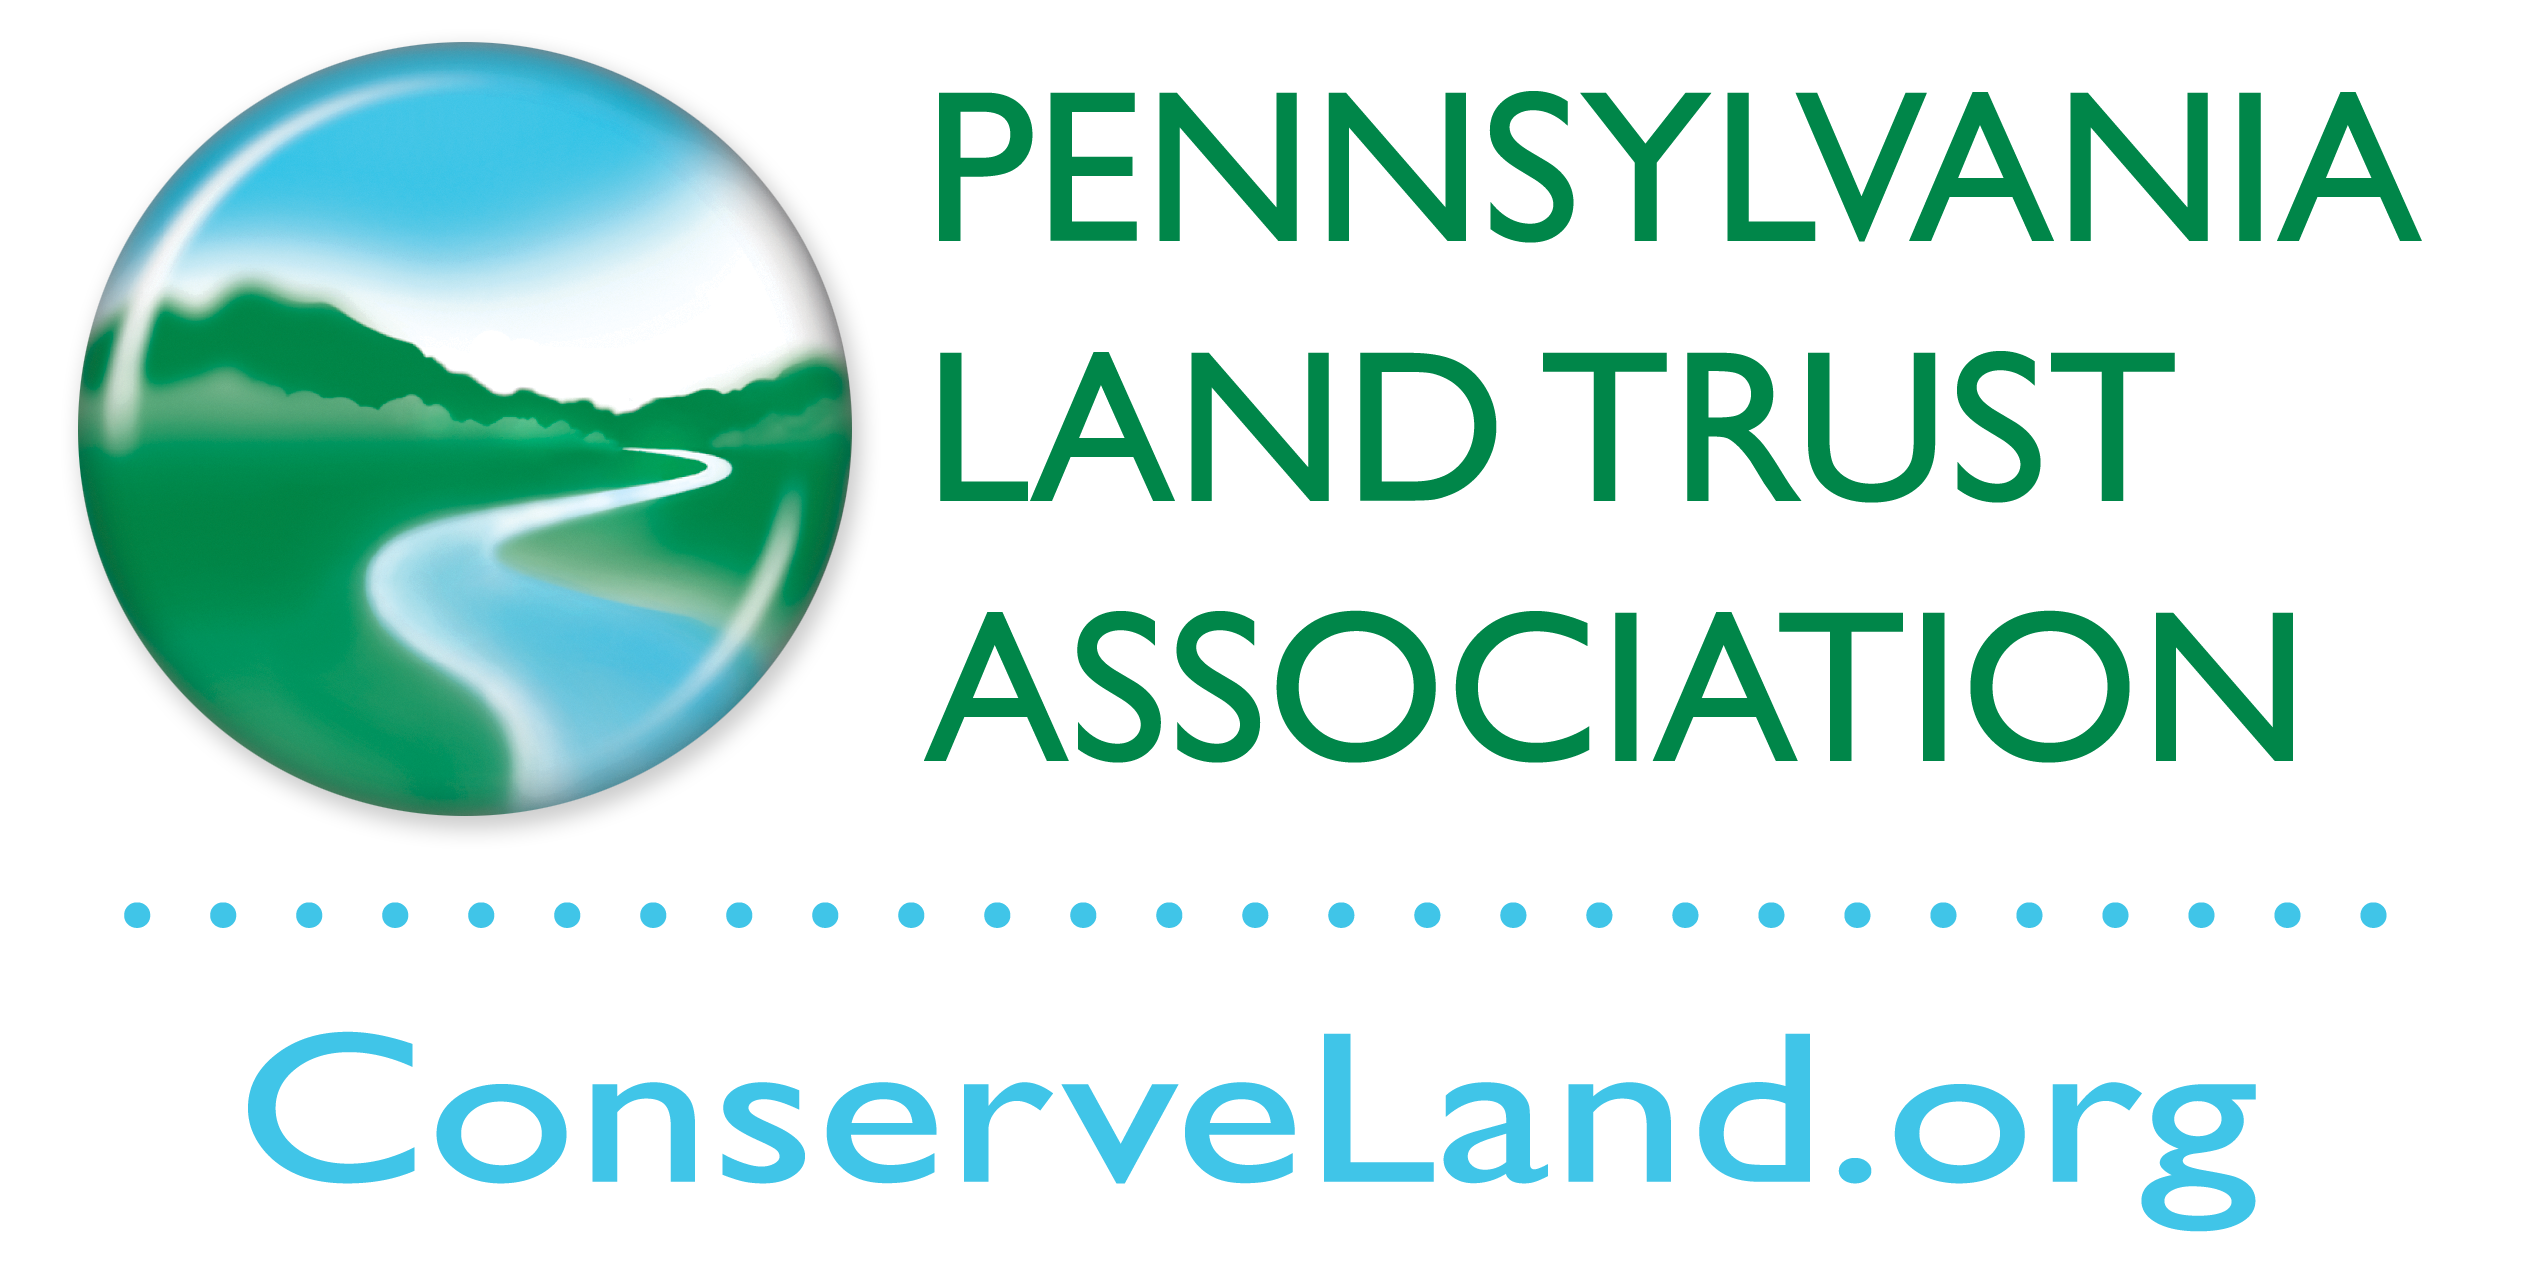 PENNSYLVANIA
LAND TRUST
ASSOCIATION
ConserveLand.org